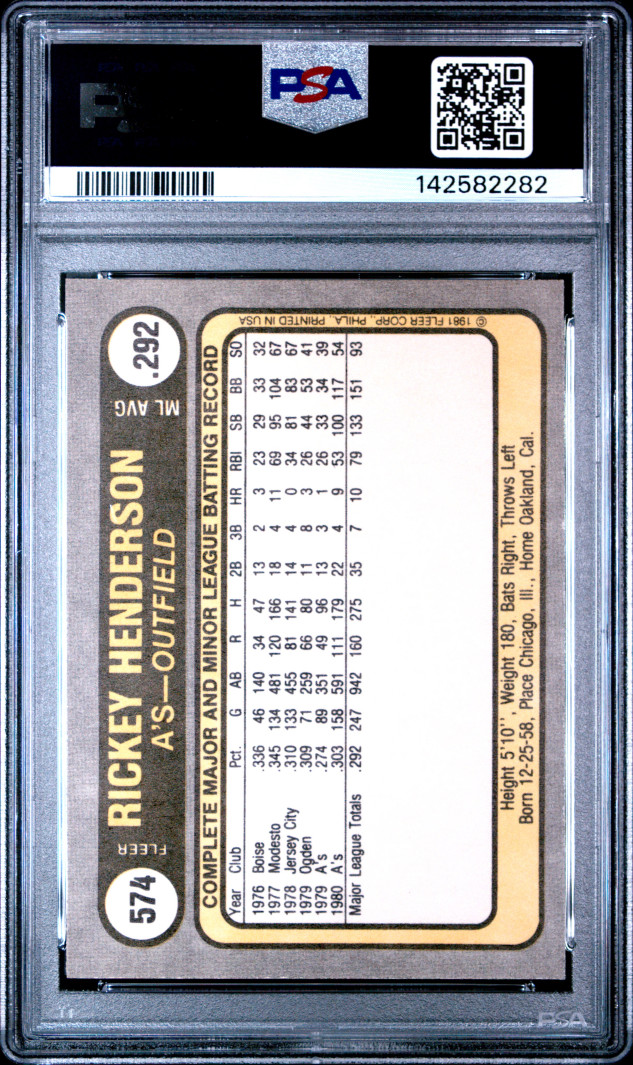 PSA
142582282
574
FLEER
RICKEY HENDERSON
A'S—OUTFIELD
ML AVG
.292
COMPLETE MAJOR AND MINOR LEAGUE BATTING RECORD
Year Club Pct. G AB R H 2B 3B HR RBI SB BB SO
1976 Boise .336 46 140 34 47 13 2 3 23 29 33 32
1977 Modesto .345 134 481 120 166 18 4 11 69 95 104 67
1978 Jersey City .310 133 455 81 141 14 4 0 34 81 83 67
1979 Ogden .309 71 259 66 80 11 8 3 26 44 53 41
1979 A's .274 89 351 49 96 13 3 1 26 33 34 39
1980 A's .303 158 591 111 179 22 4 9 53 100 117 54
Major League Totals .292 247 942 160 275 35 7 10 79 133 151 93
Height 5'10'', Weight 180, Bats Right, Throws Left
Born 12-25-58, Place Chicago, Ill., Home Oakland, Cal.
© 1981 FLEER CORP., PHILA., PRINTED IN USA
PSA